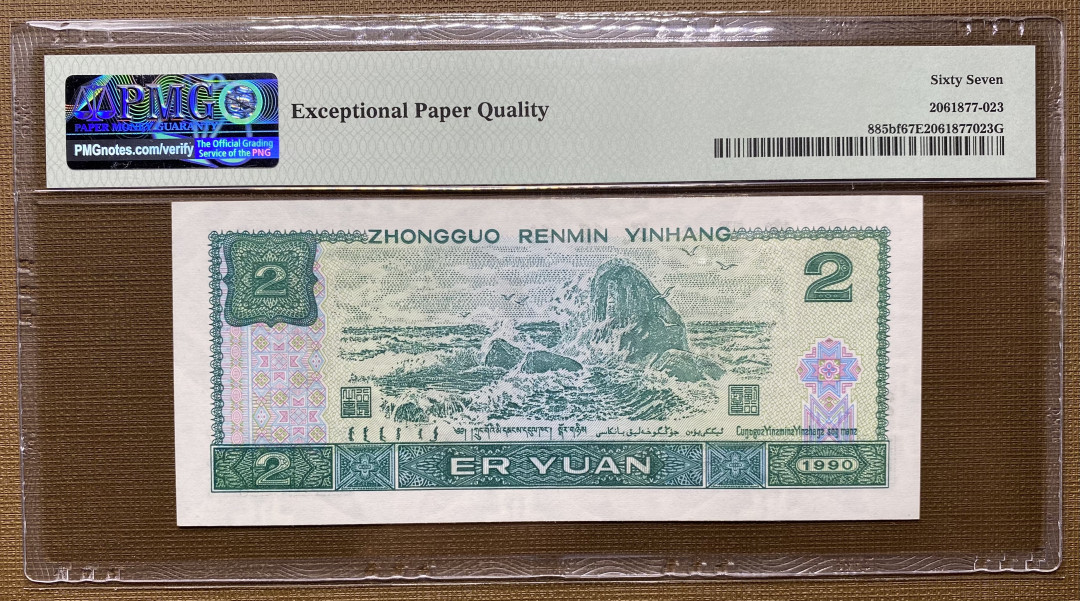 PMG
PAPER MONEY GUARANTY
PMGnotes.com/verify
The Official Grading
Service of the PNG
Exceptional Paper Quality
Sixty Seven
2061877-023
885bf67E2061877023G
ZHONGGUO RENMIN YINHANG
2
2
2
ER YUAN
1990